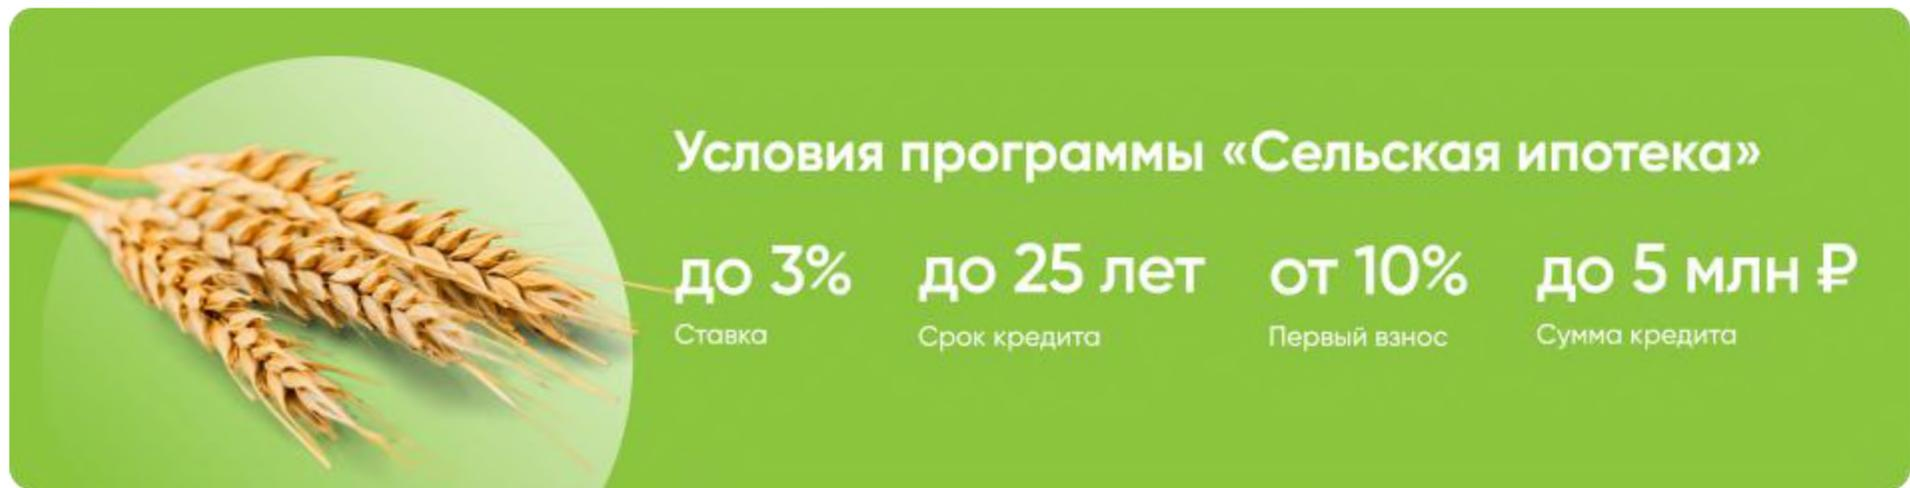 Условия программы «Сельская ипотека»
до 3% до 25 лет от 10% до 5 млн ₽
Ставка Срок кредита Первый взнос Сумма кредита